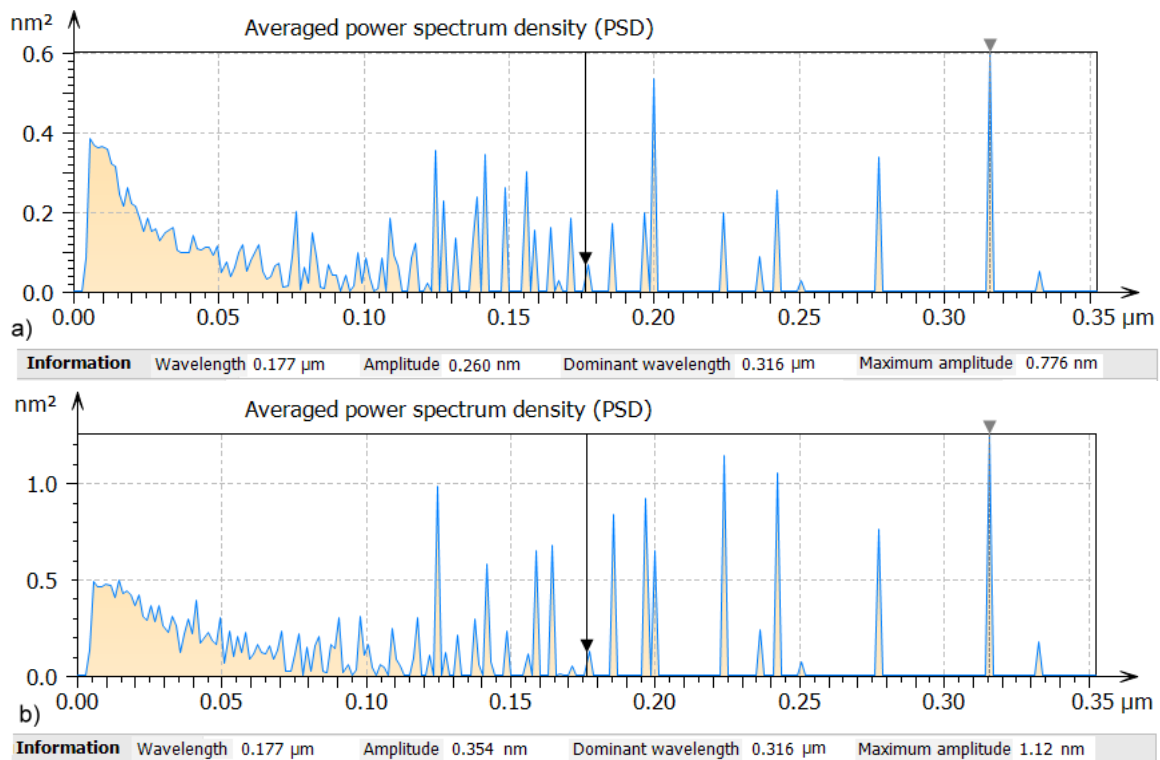 nm²
Averaged power spectrum density (PSD)
0.6
0.4
0.2
0.0
0.00 0.05 0.10 0.15 0.20 0.25 0.30 0.35 µm
a)
Information Wavelength 0.177 µm Amplitude 0.260 nm Dominant wavelength 0.316 µm Maximum amplitude 0.776 nm
nm²
Averaged power spectrum density (PSD)
1.0
0.5
0.0
0.00 0.05 0.10 0.15 0.20 0.25 0.30 0.35 µm
b)
Information Wavelength 0.177 µm Amplitude 0.354 nm Dominant wavelength 0.316 µm Maximum amplitude 1.12 nm